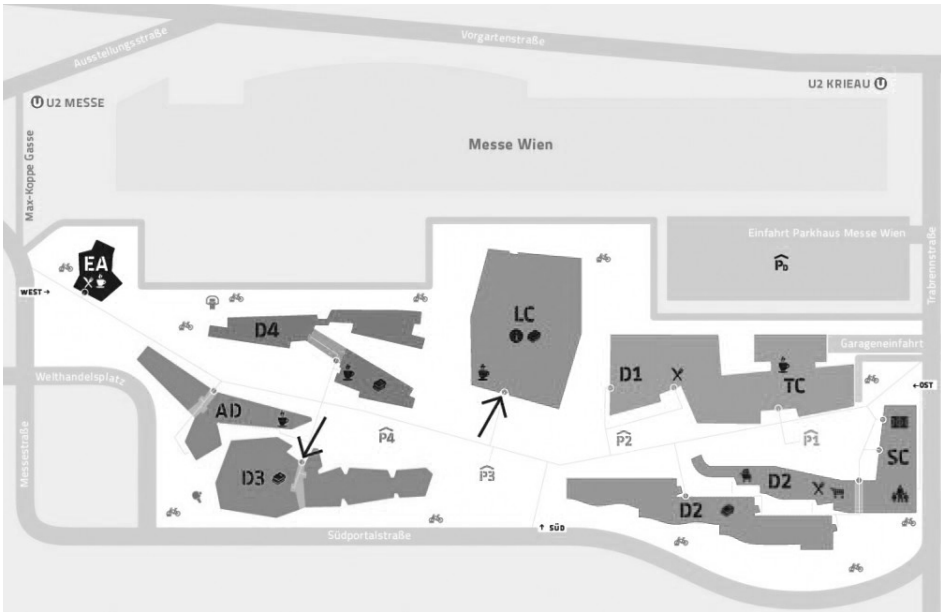 Ausstellungsstraße
Vorgartenstraße
U2 KRIEAU U
U U2 MESSE
Messe Wien
Max-Koppe Gasse
Einfahrt Parkhaus Messe Wien
PD
Trabrennstraße
EA
WEST→
LC
D4
Garageneinfahrt
D1
TC
←OST
Welthandelsplatz
AD
P4
P2
P1
P3
D3
SC
D2
D2
Messestraße
↑ SÜD
Südportalstraße